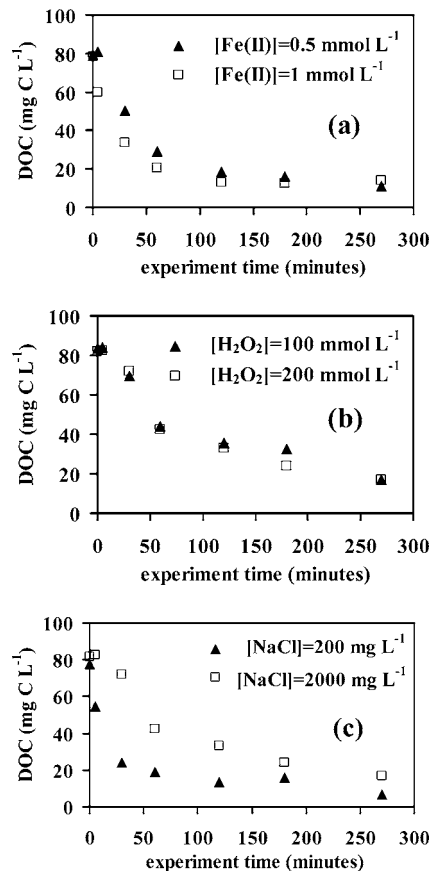 100
80
60
40
20
0
DOC (mg C L⁻¹)
▲ [Fe(II)]=0.5 mmol L⁻¹
□ [Fe(II)]=1 mmol L⁻¹
(a)
0 50 100 150 200 250 300
experiment time (minutes)
100
80
60
40
20
0
DOC (mg C L⁻¹)
▲ [H₂O₂]=100 mmol L⁻¹
□ [H₂O₂]=200 mmol L⁻¹
(b)
0 50 100 150 200 250 300
experiment time (minutes)
100
80
60
40
20
0
DOC (mg C L⁻¹)
▲ [NaCl]=200 mg L⁻¹
□ [NaCl]=2000 mg L⁻¹
(c)
0 50 100 150 200 250 300
experiment time (minutes)